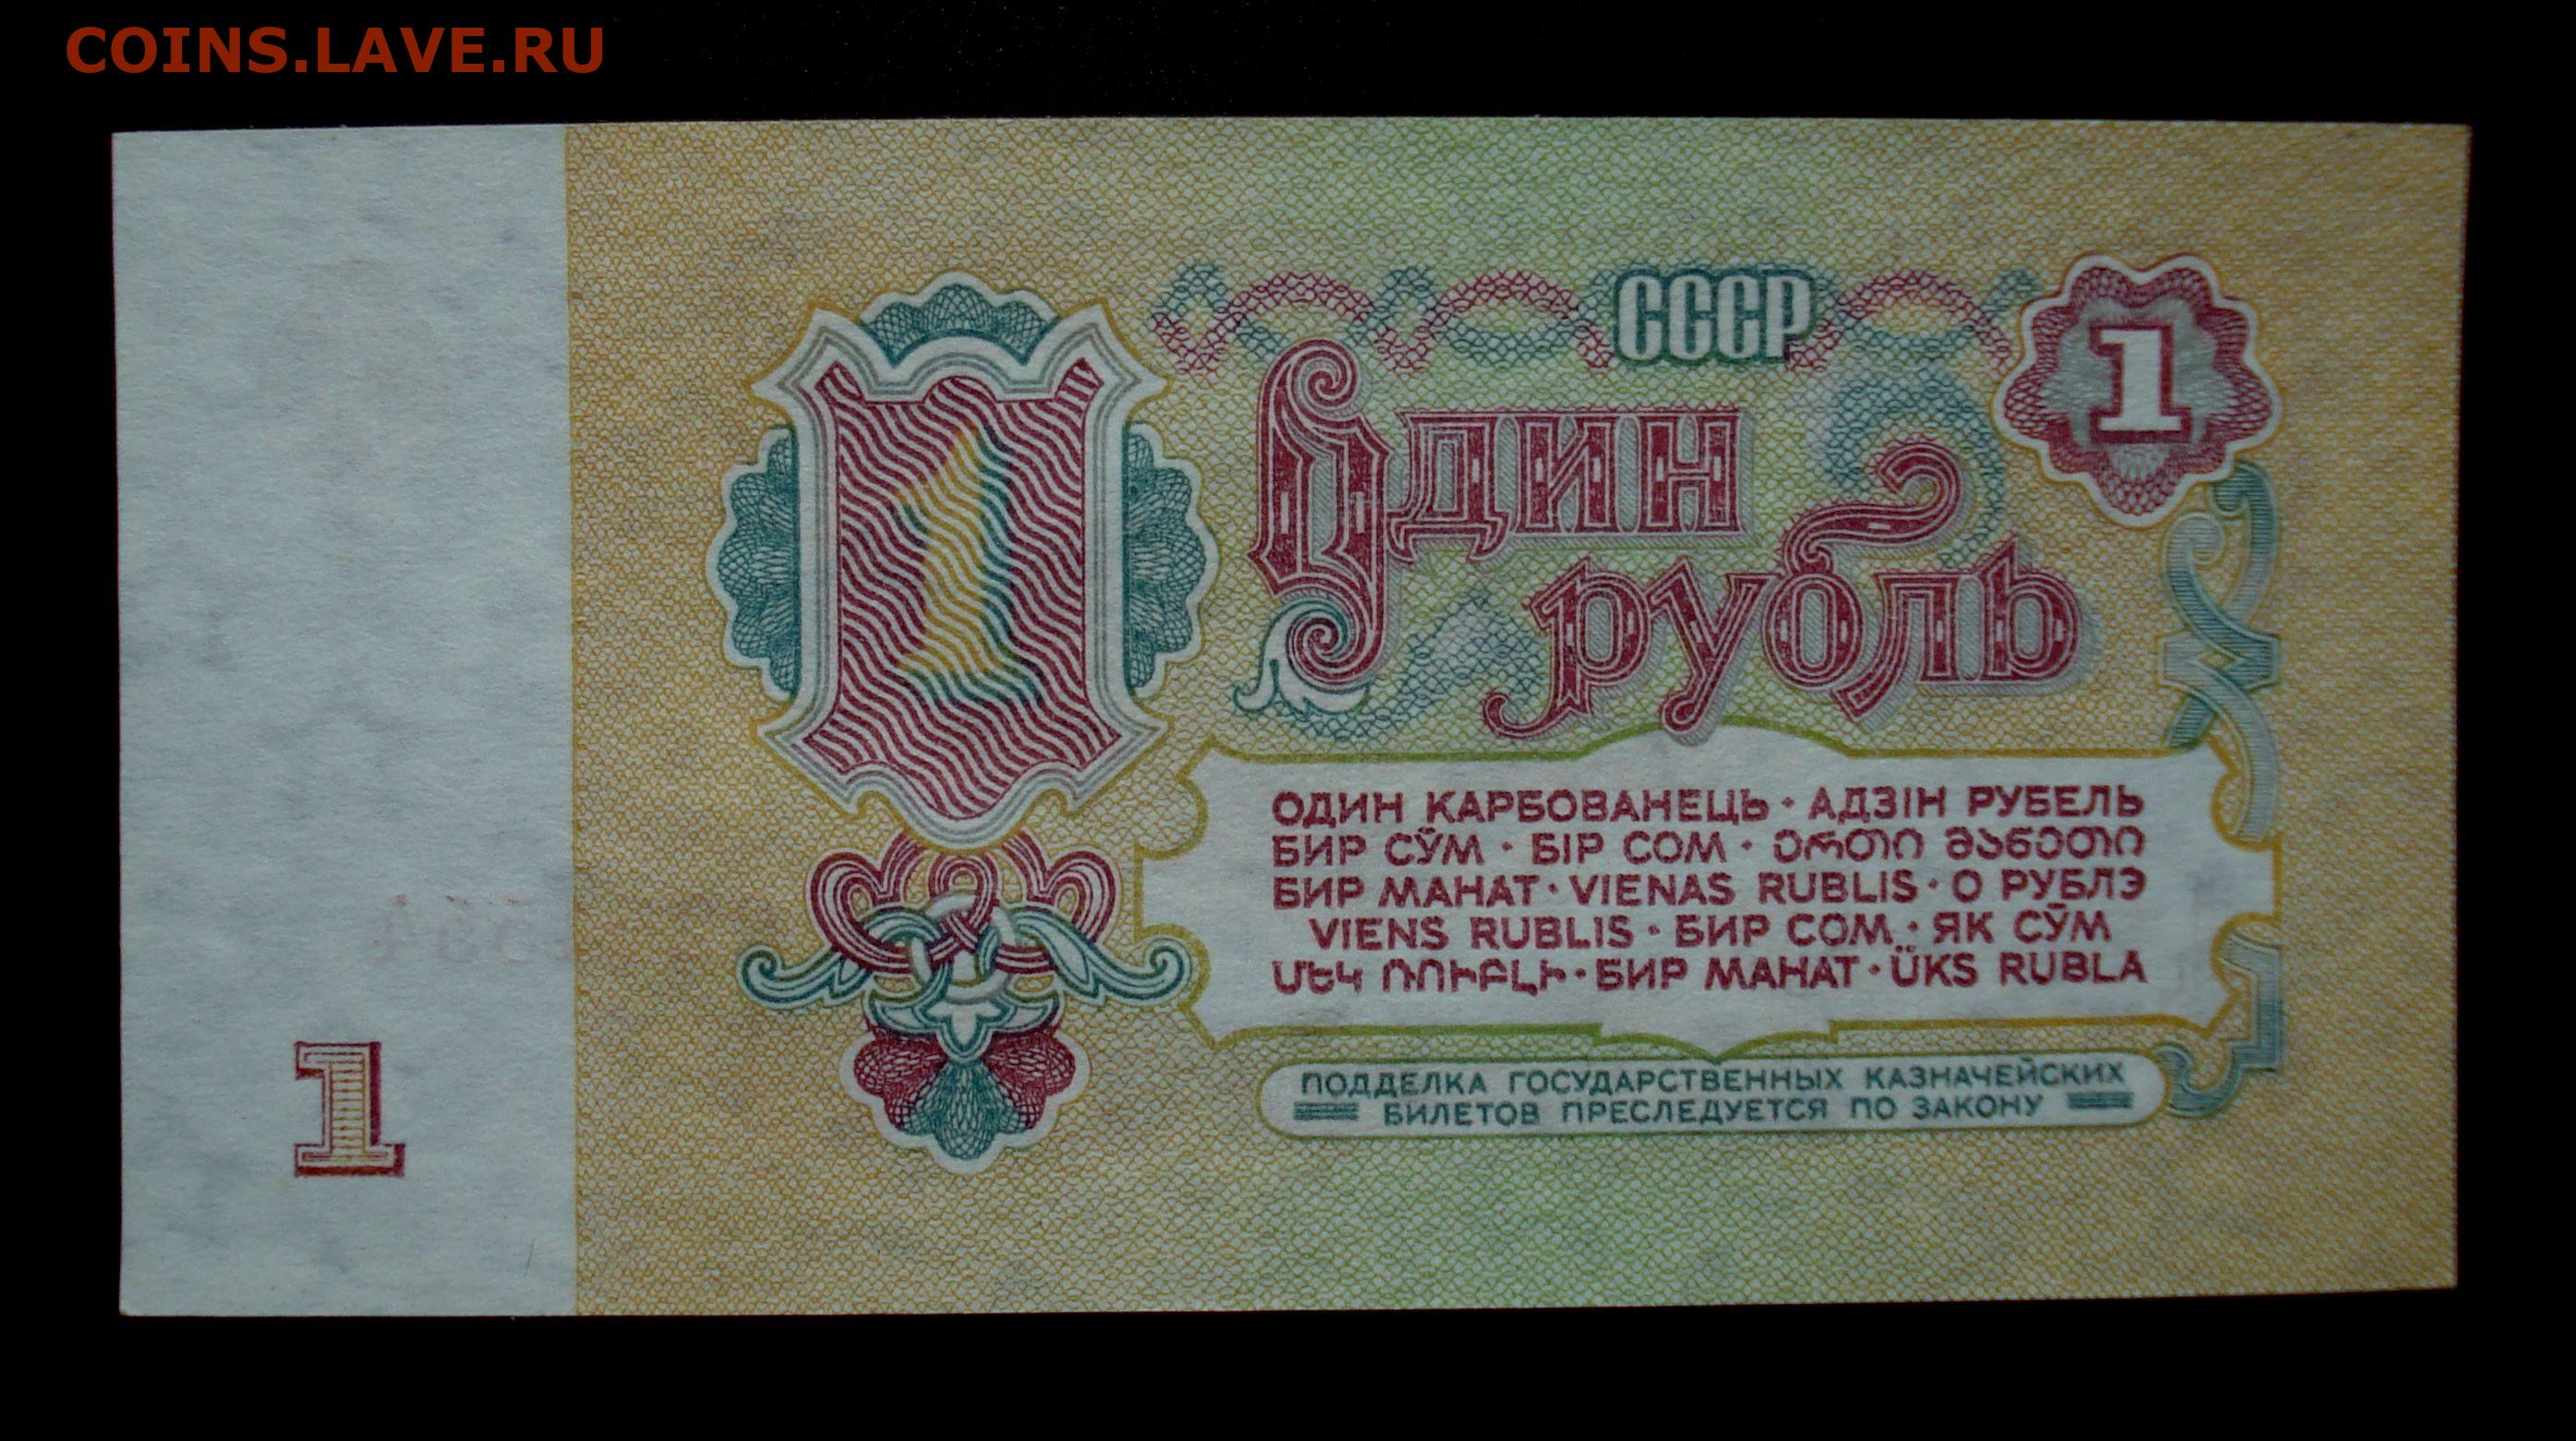 COINS.LAVE.RU
СССР
1
1
Один
рубль
ОДИН КАРБОВАНЕЦЬ · АДЗІН РУБЕЛЬ
БИР СЎМ · БІР СОМ · ერთი მანეთი
БИР МАНАТ · VIENAS RUBLIS · О РУБЛЭ
VIENS RUBLIS · БИР СОМ · ЯК СӮМ
ՄԵԿ ՌՈՒԲԼԻ · БИР МАНАТ · ÜKS RUBLA
ПОДДЕЛКА ГОСУДАРСТВЕННЫХ КАЗНАЧЕЙСКИХ
БИЛЕТОВ ПРЕСЛЕДУЕТСЯ ПО ЗАКОНУ
1